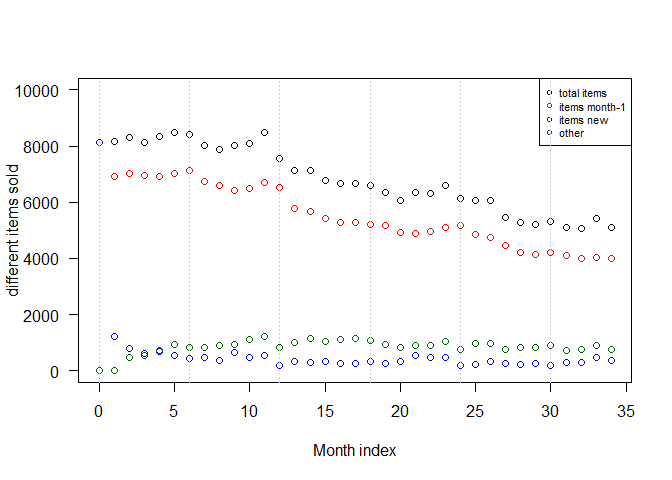 total items
items month-1
items new
other
10000
8000
6000
4000
2000
0
different items sold
0 5 10 15 20 25 30 35
Month index